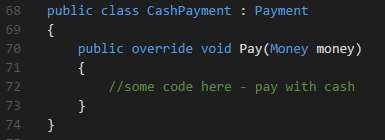 68 public class CashPayment : Payment
69 {
70     public override void Pay(Money money)
71     {
72         //some code here - pay with cash
73     }
74 }